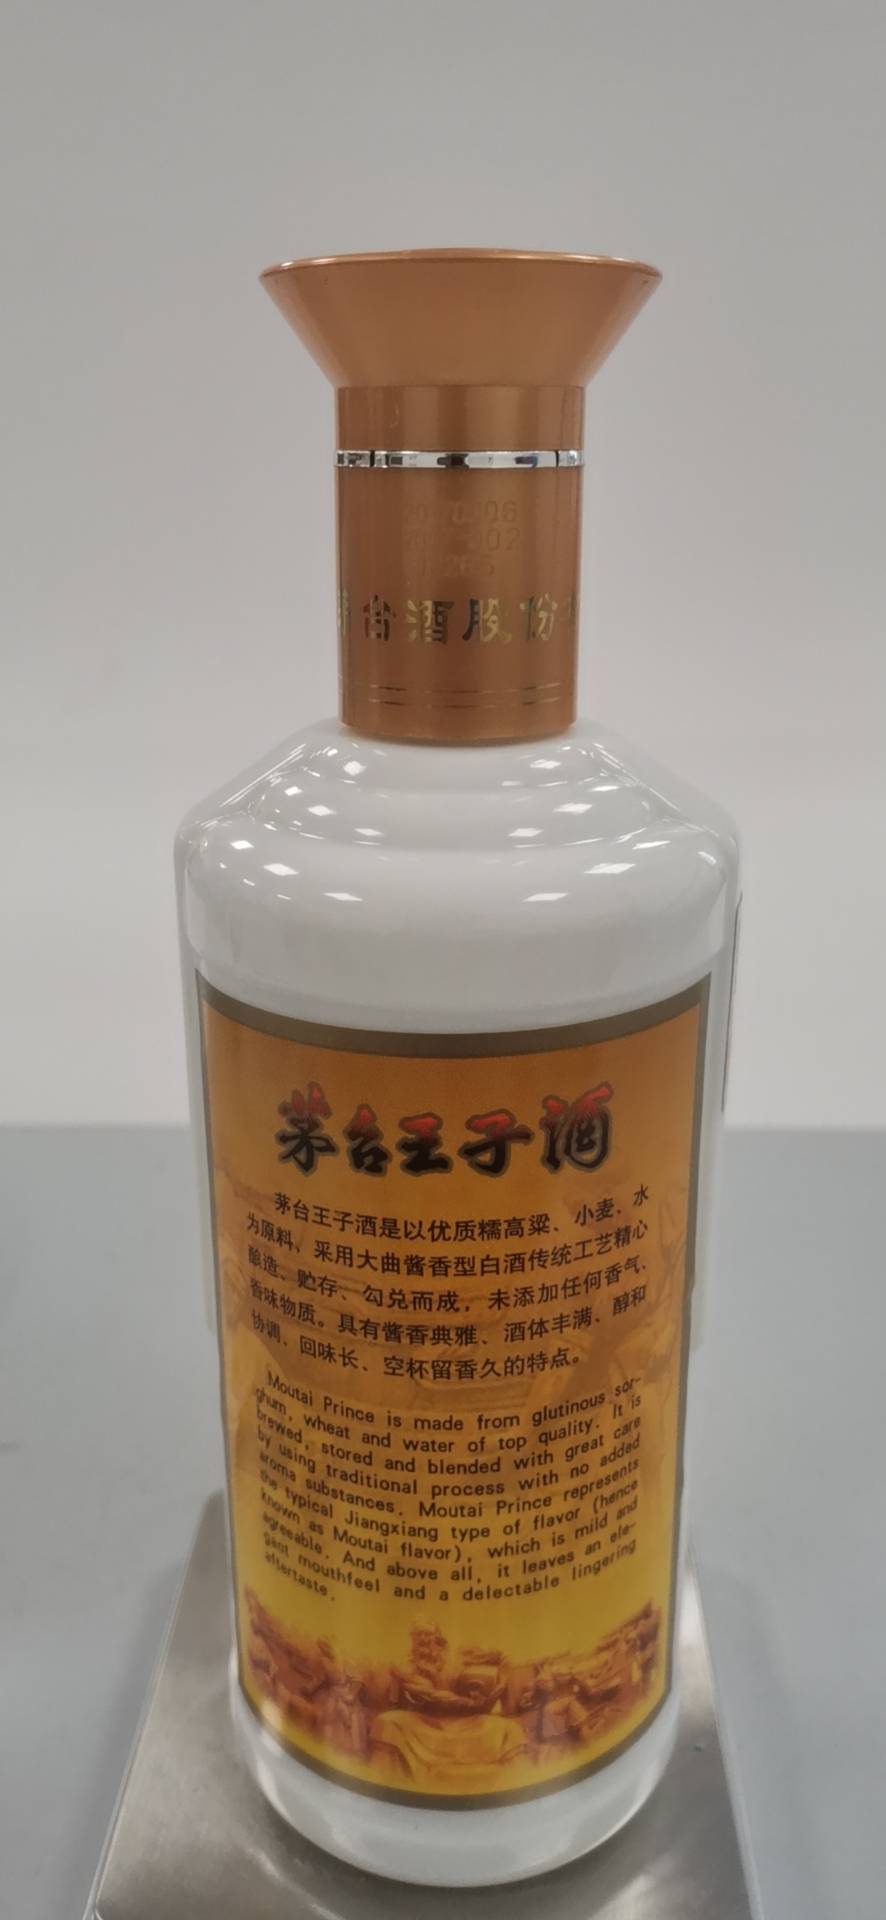 台酒股份
茅台王子酒
茅台王子酒是以优质糯高粱、小麦、水
为原料，采用大曲酱香型白酒传统工艺精心
酿造、贮存、勾兑而成，未添加任何香气、
香味物质。具有酱香典雅、酒体丰满、醇和
协调、回味长、空杯留香久的特点。
Moutai Prince is made from glutinous sor-
ghum, wheat and water of top quality. It is
brewed, stored and blended with great care
by using traditional process with no added
aroma substances. Moutai Prince represents
the typical Jiangxiang type of flavor (hence
known as Moutai flavor), which is mild and
agreeable. And above all, it leaves an ele-
gant mouthfeel and a delectable lingering
aftertaste.